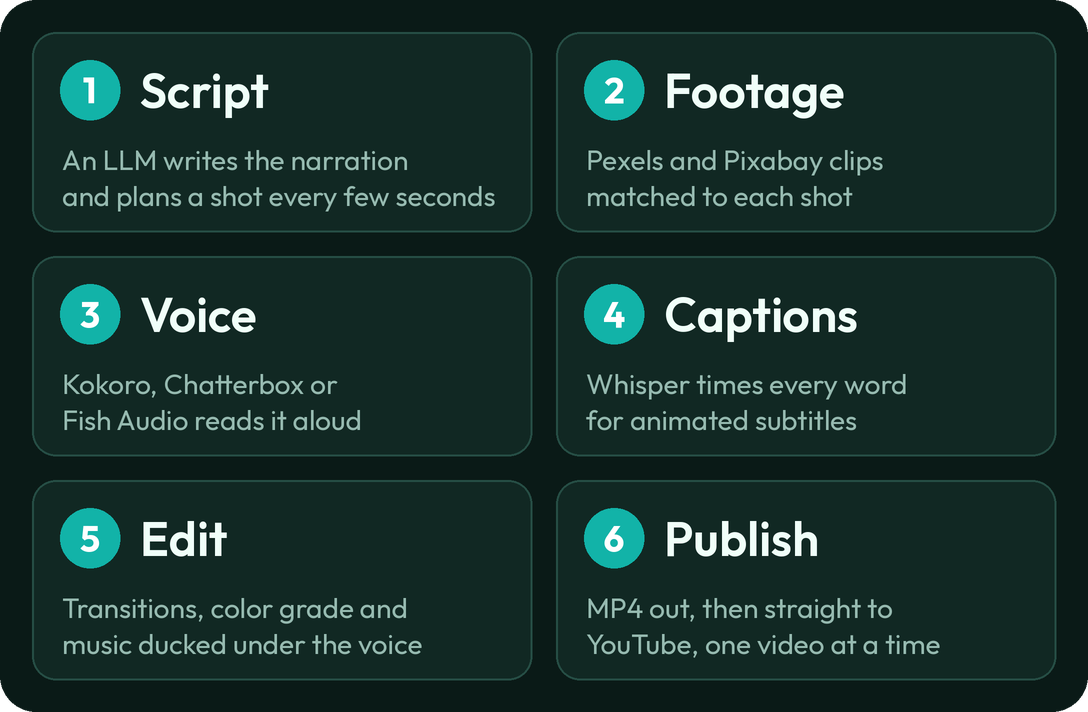 1 Script
An LLM writes the narration
and plans a shot every few seconds
2 Footage
Pexels and Pixabay clips
matched to each shot
3 Voice
Kokoro, Chatterbox or
Fish Audio reads it aloud
4 Captions
Whisper times every word
for animated subtitles
5 Edit
Transitions, color grade and
music ducked under the voice
6 Publish
MP4 out, then straight to
YouTube, one video at a time